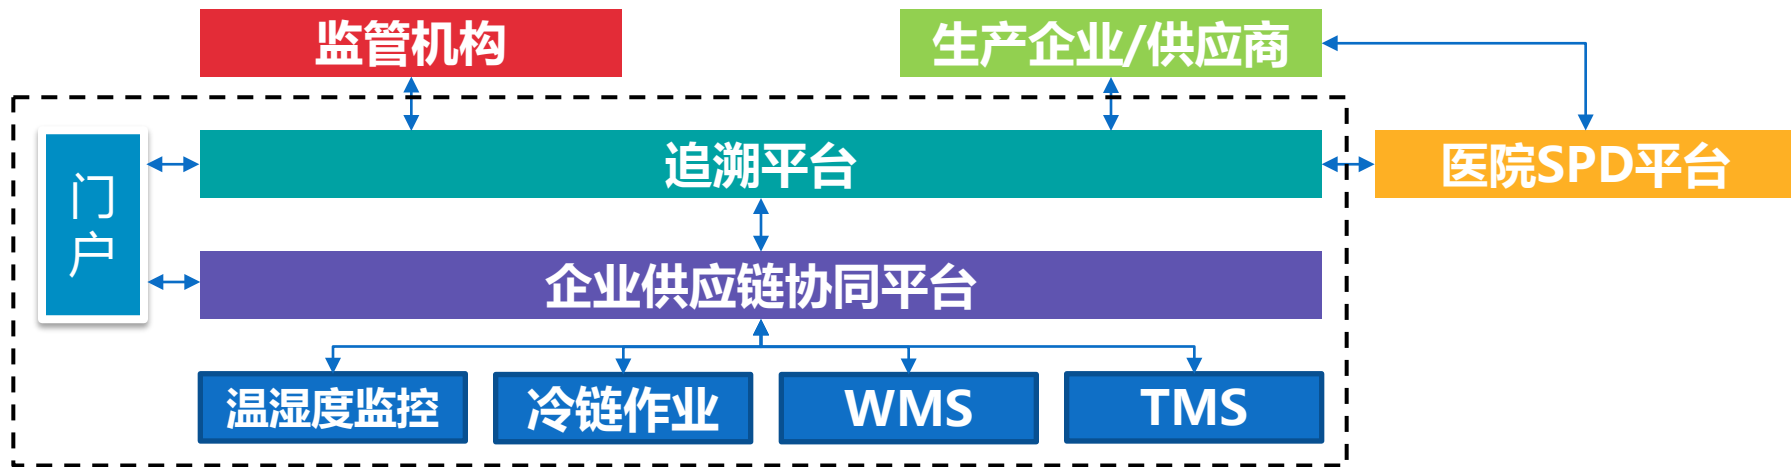 监管机构
生产企业/供应商
门户
追溯平台
医院SPD平台
企业供应链协同平台
温湿度监控
冷链作业
WMS
TMS